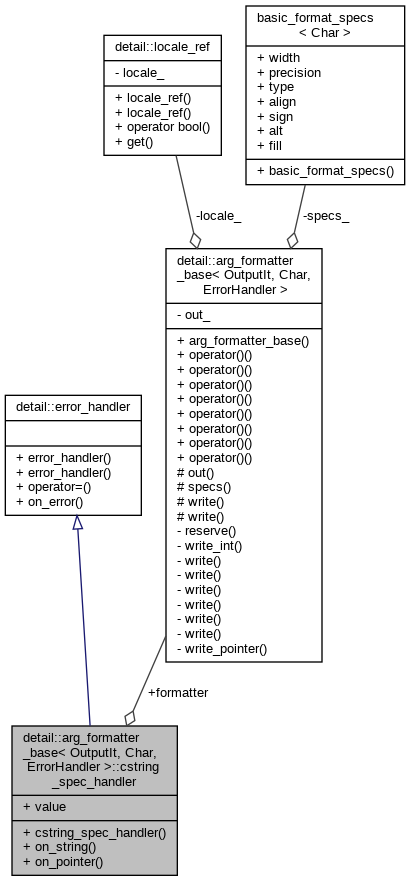 basic_format_specs
< Char >
+ width
+ precision
+ type
+ align
+ sign
+ alt
+ fill
+ basic_format_specs()
detail::locale_ref
- locale_
+ locale_ref()
+ locale_ref()
+ operator bool()
+ get()
-locale_
-specs_
detail::arg_formatter
_base< OutputIt, Char,
ErrorHandler >
- out_
+ arg_formatter_base()
+ operator()()
+ operator()()
+ operator()()
+ operator()()
+ operator()()
+ operator()()
+ operator()()
+ operator()()
# out()
# specs()
# write()
# write()
- reserve()
- write_int()
- write()
- write()
- write()
- write()
- write()
- write()
- write_pointer()
detail::error_handler
+ error_handler()
+ error_handler()
+ operator=()
+ on_error()
+formatter
detail::arg_formatter
_base< OutputIt, Char,
ErrorHandler >::cstring
_spec_handler
+ value
+ cstring_spec_handler()
+ on_string()
+ on_pointer()